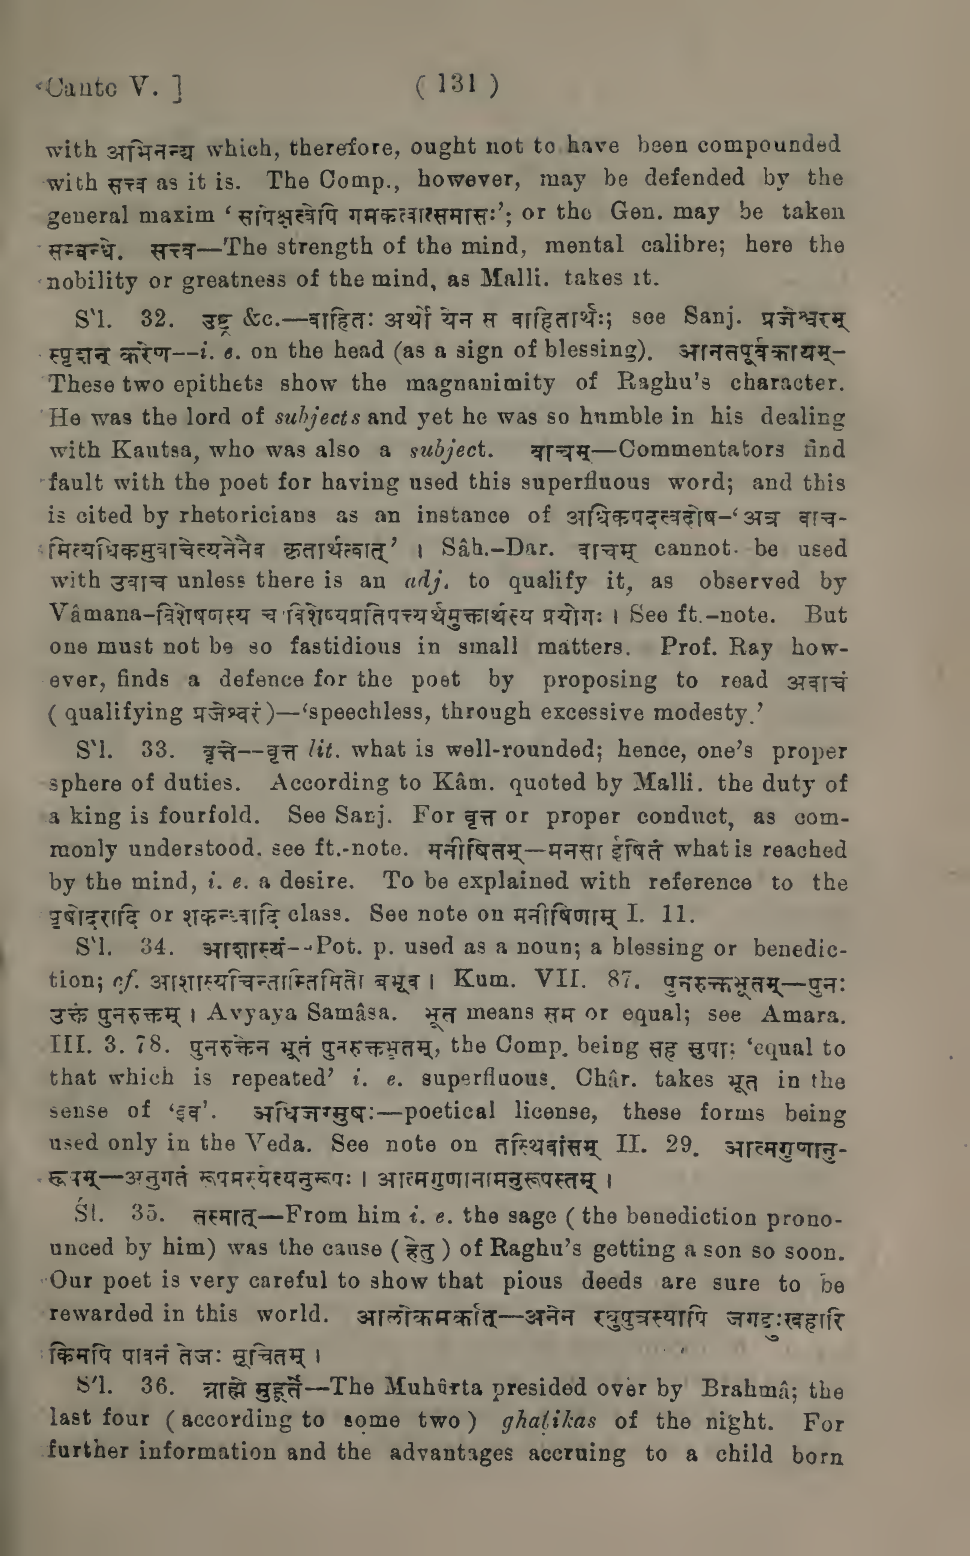 Canto V. ]
( 131 )
with अभिनन्द्य which, therefore, ought not to have been compounded
with सत्त्व as it is. The Comp., however, may be defended by the
general maxim ‘ सापेक्षत्वेपि गमकत्वात्समासः’; or the Gen. may be taken
सम्बन्धे. सत्त्व—The strength of the mind, mental calibre; here the
nobility or greatness of the mind, as Malli. takes it.
S'l. 32. उष्ट्र &c.—वाहितः अर्थो येन स वाहितार्थः; see Sanj. प्रजेश्वरम्
स्पृशन् करेण--i. e. on the head (as a sign of blessing). आनतपूर्वकायम्–
These two epithets show the magnanimity of Raghu's character.
He was the lord of subjects and yet he was so humble in his dealing
with Kautsa, who was also a subject. वाचम्—Commentators find
fault with the poet for having used this superfluous word; and this
is cited by rhetoricians as an instance of अधिकपदत्वदोष–‘अत्र वाच-
मित्यधिकमुवाचेत्यनेनैव कृतार्थत्वात्’ । Sâh.–Dar. वाचम् cannot be used
with उवाच unless there is an adj. to qualify it, as observed by
Vâmana–विशेषणस्य च विशेष्यप्रतिपत्त्यर्थमुक्तार्थस्य प्रयोगः । See ft.–note. But
one must not be so fastidious in small matters. Prof. Ray how-
ever, finds a defence for the poet by proposing to read अवाचं
( qualifying प्रजेश्वरं )—‘speechless, through excessive modesty.’
S'l. 33. वृत्ते--वृत्त lit. what is well-rounded; hence, one's proper
sphere of duties. According to Kâm. quoted by Malli. the duty of
a king is fourfold. See Sanj. For वृत्त or proper conduct, as com-
monly understood. see ft.-note. मनीषितम्—मनसा ईषितं what is reached
by the mind, i. e. a desire. To be explained with reference to the
पृषोदरादि or शकन्ध्वादि class. See note on मनीषिणाम् I. 11.
S'l. 34. आशास्यं--Pot. p. used as a noun; a blessing or benedic-
tion; cf. आशास्यचिन्तास्तिमितो बभूव । Kum. VII. 87. पुनरुक्तभूतम्—पुनः
उक्तं पुनरुक्तम् । Avyaya Samâsa. भूत means सम or equal; see Amara.
III. 3. 78. पुनरुक्तेन भूतं पुनरुक्तभूतम्, the Comp. being सह सुपा: ‘equal to
that which is repeated’ i. e. superfluous. Châr. takes भूत in the
sense of ‘इव’. अधिजग्मुषः—poetical license, these forms being
used only in the Veda. See note on तस्थिवांसम् II. 29. आत्मगुणानु-
रूपम्—अनुगतं रूपमस्येत्यनुरूपः । आत्मगुणानामनुरूपस्तम् ।
Śl. 35. तस्मात्—From him i. e. the sage ( the benediction prono-
unced by him) was the cause ( हेतु ) of Raghu's getting a son so soon.
Our poet is very careful to show that pious deeds are sure to be
rewarded in this world. आलोकमर्कात्—अनेन रघुपुत्रस्यापि जगद्दुःखहारि
किमपि पावनं तेजः सूचितम् ।
S'l. 36. ब्राह्मे मुहूर्ते—The Muhûrta presided over by Brahmâ; the
last four ( according to some two ) ghaṭikas of the night. For
further information and the advantages accruing to a child born